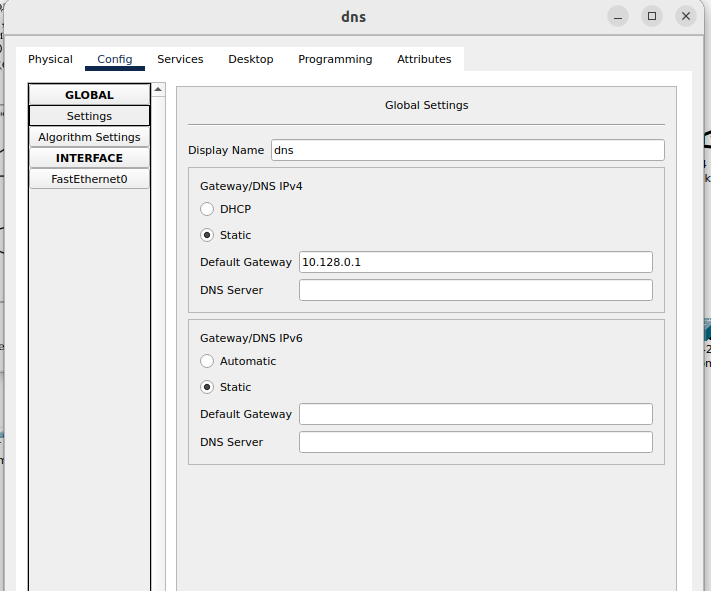 dns
Physical Config Services Desktop Programming Attributes
GLOBAL
Settings
Algorithm Settings
INTERFACE
FastEthernet0
Global Settings
Display Name dns
Gateway/DNS IPv4
DHCP
Static
Default Gateway 10.128.0.1
DNS Server
Gateway/DNS IPv6
Automatic
Static
Default Gateway
DNS Server